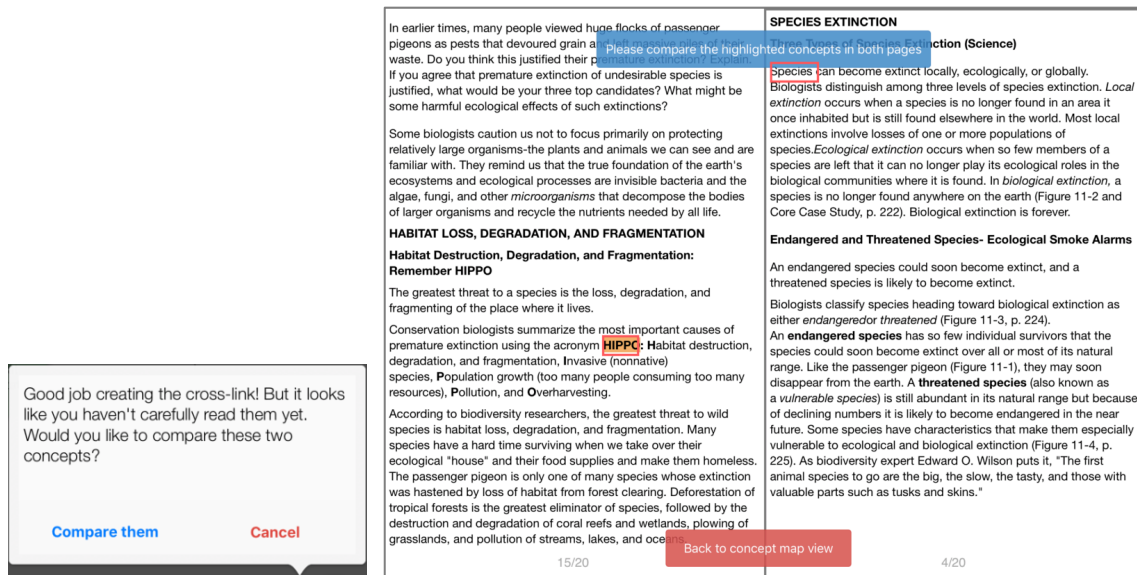 Good job creating the cross-link! But it looks
like you haven't carefully read them yet.
Would you like to compare these two
concepts?
Compare them
Cancel
In earlier times, many people viewed huge flocks of passenger
pigeons as pests that devoured grain and left massive piles of their
waste. Do you think this justified their premature extinction? Explain.
If you agree that premature extinction of undesirable species is
justified, what would be your three top candidates? What might be
some harmful ecological effects of such extinctions?
Some biologists caution us not to focus primarily on protecting
relatively large organisms-the plants and animals we can see and are
familiar with. They remind us that the true foundation of the earth's
ecosystems and ecological processes are invisible bacteria and the
algae, fungi, and other microorganisms that decompose the bodies
of larger organisms and recycle the nutrients needed by all life.
HABITAT LOSS, DEGRADATION, AND FRAGMENTATION
Habitat Destruction, Degradation, and Fragmentation:
Remember HIPPO
The greatest threat to a species is the loss, degradation, and
fragmenting of the place where it lives.
Conservation biologists summarize the most important causes of
premature extinction using the acronym HIPPO: Habitat destruction,
degradation, and fragmentation, Invasive (nonnative)
species, Population growth (too many people consuming too many
resources), Pollution, and Overharvesting.
According to biodiversity researchers, the greatest threat to wild
species is habitat loss, degradation, and fragmentation. Many
species have a hard time surviving when we take over their
ecological "house" and their food supplies and make them homeless.
The passenger pigeon is only one of many species whose extinction
was hastened by loss of habitat from forest clearing. Deforestation of
tropical forests is the greatest eliminator of species, followed by the
destruction and degradation of coral reefs and wetlands, plowing of
grasslands, and pollution of streams, lakes, and oceans.
15/20
Please compare the highlighted concepts in both pages
SPECIES EXTINCTION
Three Types of Species Extinction (Science)
Species can become extinct locally, ecologically, or globally.
Biologists distinguish among three levels of species extinction. Local
extinction occurs when a species is no longer found in an area it
once inhabited but is still found elsewhere in the world. Most local
extinctions involve losses of one or more populations of
species.Ecological extinction occurs when so few members of a
species are left that it can no longer play its ecological roles in the
biological communities where it is found. In biological extinction, a
species is no longer found anywhere on the earth (Figure 11-2 and
Core Case Study, p. 222). Biological extinction is forever.
Endangered and Threatened Species- Ecological Smoke Alarms
An endangered species could soon become extinct, and a
threatened species is likely to become extinct.
Biologists classify species heading toward biological extinction as
either endangeredor threatened (Figure 11-3, p. 224).
An endangered species has so few individual survivors that the
species could soon become extinct over all or most of its natural
range. Like the passenger pigeon (Figure 11-1), they may soon
disappear from the earth. A threatened species (also known as
a vulnerable species) is still abundant in its natural range but because
of declining numbers it is likely to become endangered in the near
future. Some species have characteristics that make them especially
vulnerable to ecological and biological extinction (Figure 11-4, p.
225). As biodiversity expert Edward O. Wilson puts it, "The first
animal species to go are the big, the slow, the tasty, and those with
valuable parts such as tusks and skins."
Back to concept map view
4/20